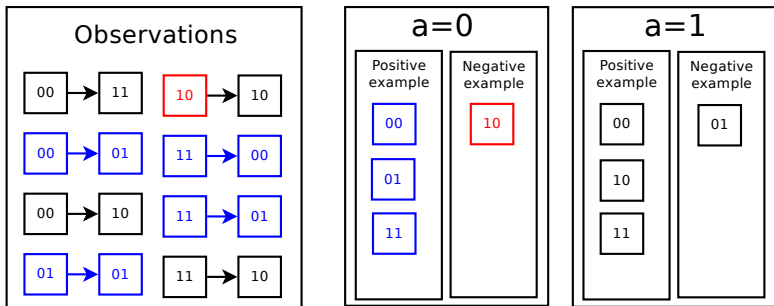 Observations
00 11 10 10
00 01 11 00
00 10 11 01
01 01 11 10
a=0
Positive
example
00
01
11
Negative
example
10
a=1
Positive
example
00
10
11
Negative
example
01